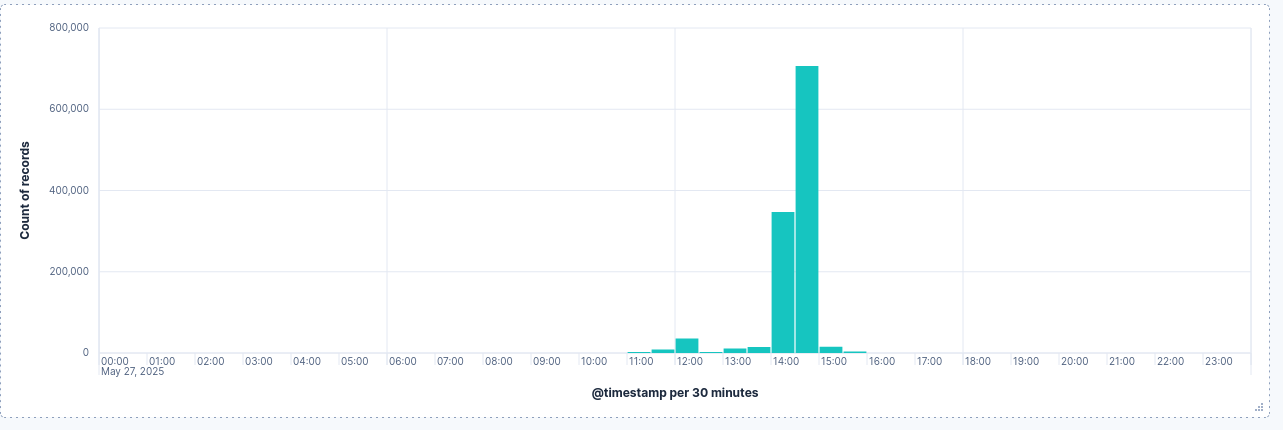 800,000
600,000
400,000
200,000
0
Count of records
00:00 01:00 02:00 03:00 04:00 05:00 06:00 07:00 08:00 09:00 10:00 11:00 12:00 13:00 14:00 15:00 16:00 17:00 18:00 19:00 20:00 21:00 22:00 23:00
May 27, 2025
@timestamp per 30 minutes